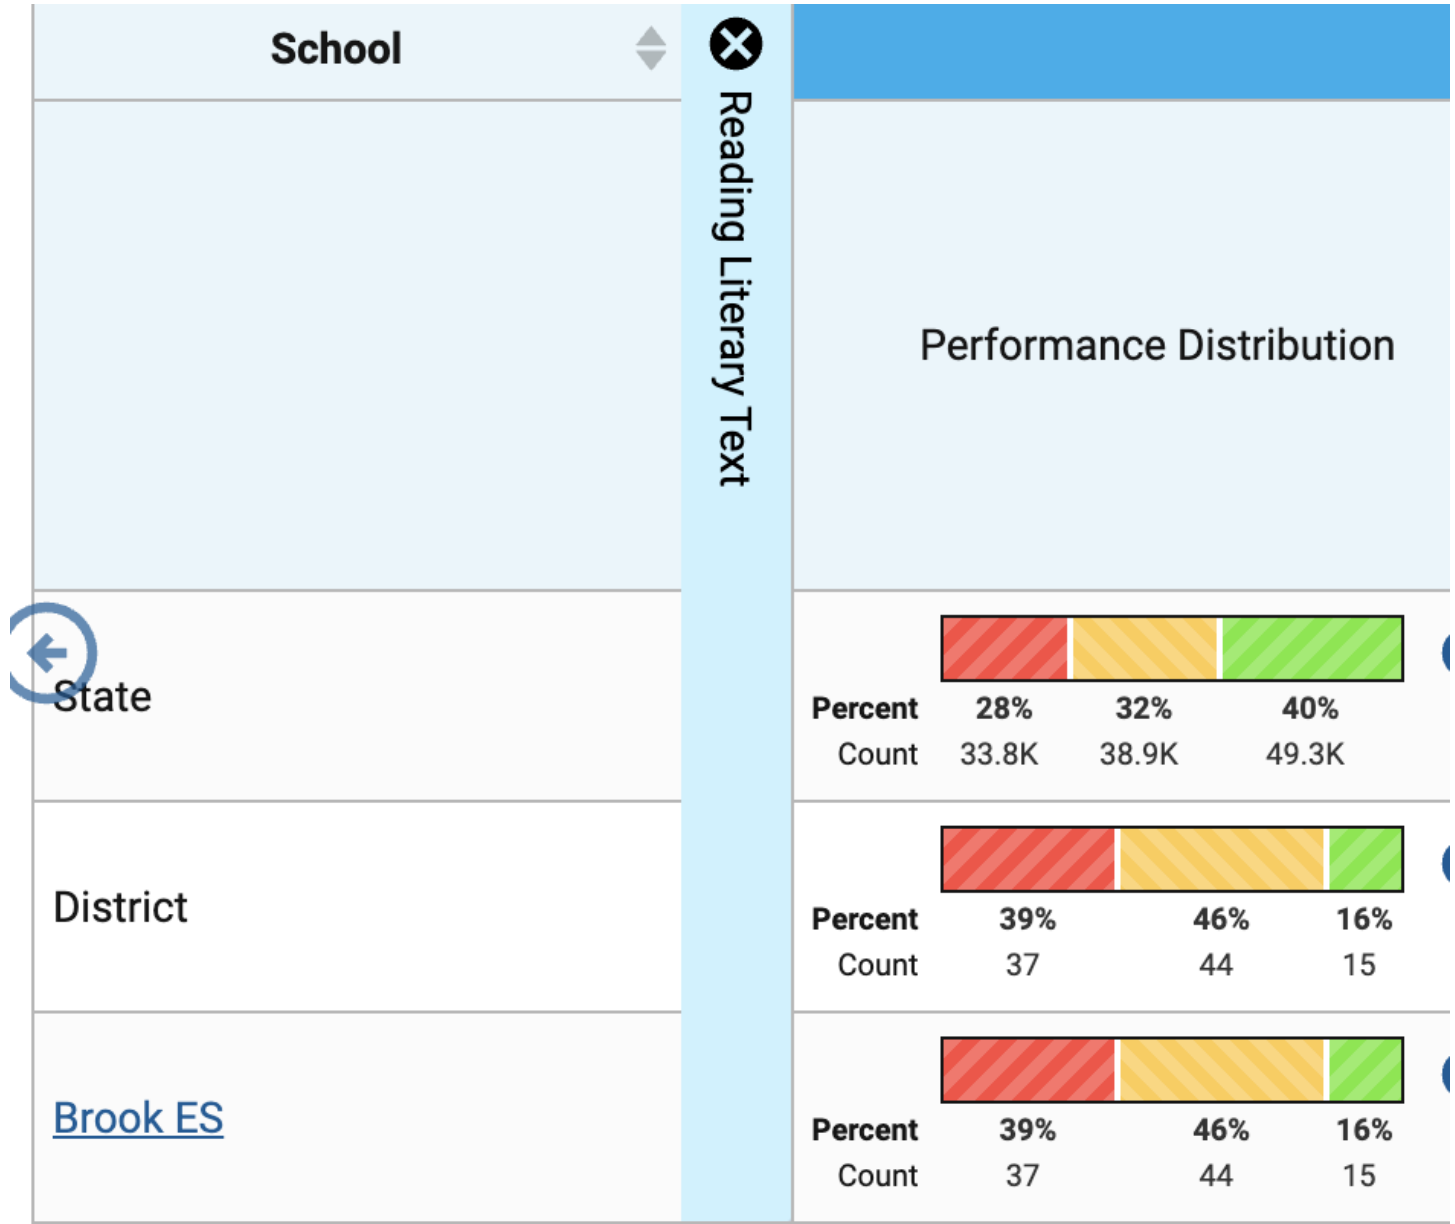 School
Reading Literary Text
Performance Distribution
State
Percent 28% 32% 40%
Count 33.8K 38.9K 49.3K
District
Percent 39% 46% 16%
Count 37 44 15
Brook ES
Percent 39% 46% 16%
Count 37 44 15